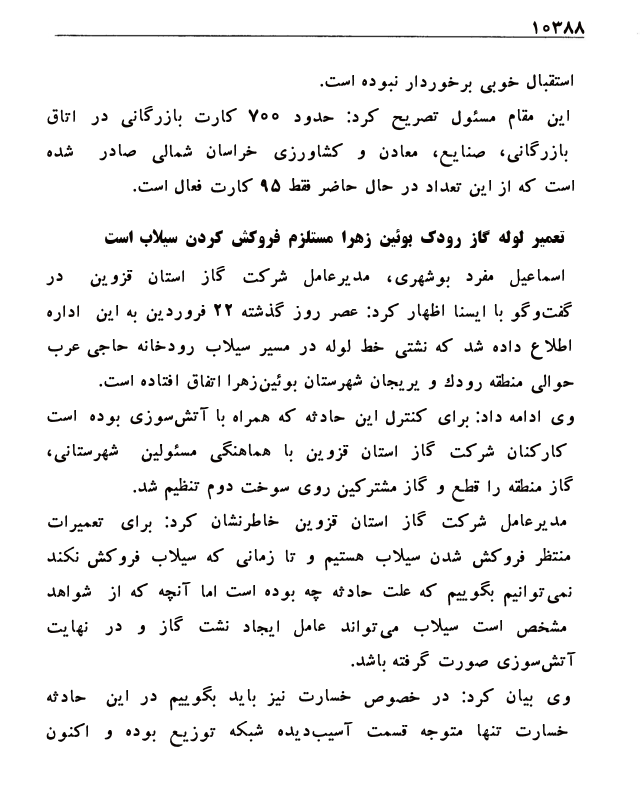 ۱۰۳۸۸
استقبال خوبی برخوردار نبوده است.
این مقام مسئول تصریح کرد: حدود ۷۰۰ کارت بازرگانی در اتاق
بازرگانی، صنایع، معادن و کشاورزی خراسان شمالی صادر شده
است که از این تعداد در حال حاضر فقط ۹۵ کارت فعال است.
تعمیر لوله گاز رودک بوئین زهرا مستلزم فروکش کردن سیلاب است
اسماعیل مفرد بوشهری، مدیرعامل شرکت گاز استان قزوین در
گفت‌وگو با ایسنا اظهار کرد: عصر روز گذشته ۲۲ فروردین به این اداره
اطلاع داده شد که نشتی خط لوله در مسیر سیلاب رودخانه حاجی عرب
حوالی منطقه رودك و یریجان شهرستان بوئین‌زهرا اتفاق افتاده است.
وی ادامه داد: برای کنترل این حادثه که همراه با آتش‌سوزی بوده است
کارکنان شرکت گاز استان قزوین با هماهنگی مسئولین شهرستانی،
گاز منطقه را قطع و گاز مشترکین روی سوخت دوم تنظیم شد.
مدیرعامل شرکت گاز استان قزوین خاطرنشان کرد: برای تعمیرات
منتظر فروکش شدن سیلاب هستیم و تا زمانی که سیلاب فروکش نکند
نمی‌توانیم بگوییم که علت حادثه چه بوده است اما آنچه که از شواهد
مشخص است سیلاب می‌تواند عامل ایجاد نشت گاز و در نهایت
آتش‌سوزی صورت گرفته باشد.
وی بیان کرد: در خصوص خسارت نیز باید بگوییم در این حادثه
خسارت تنها متوجه قسمت آسیب‌دیده شبکه توزیع بوده و اکنون